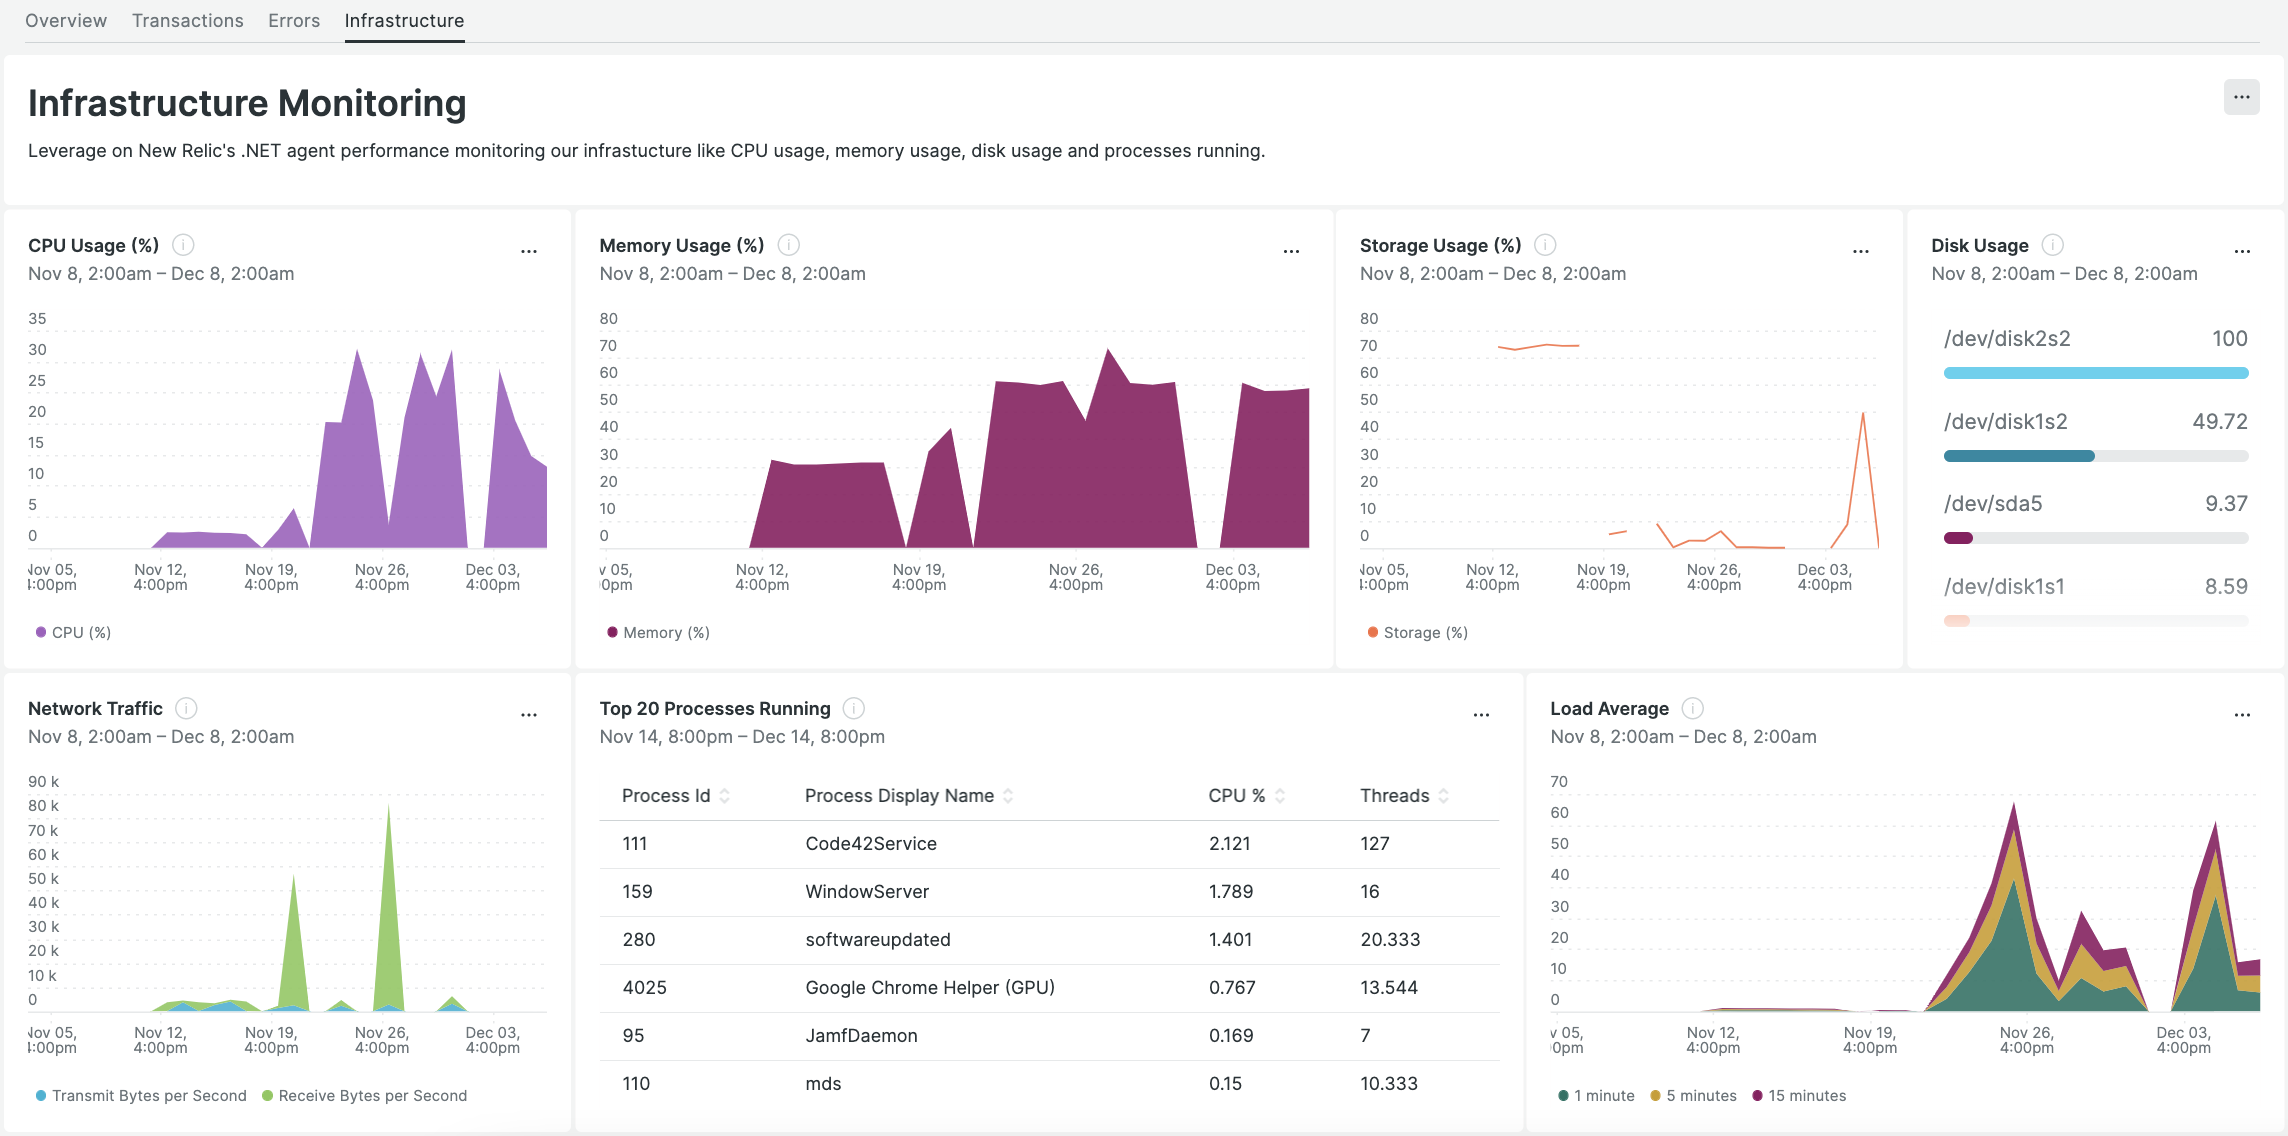 Overview Transactions Errors Infrastructure
Infrastructure Monitoring
Leverage on New Relic's .NET agent performance monitoring our infrastucture like CPU usage, memory usage, disk usage and processes running.
CPU Usage (%)
Nov 8, 2:00am – Dec 8, 2:00am
35
30
25
20
15
10
5
0
Nov 05, Nov 12, Nov 19, Nov 26, Dec 03,
4:00pm 4:00pm 4:00pm 4:00pm 4:00pm
CPU (%)
Memory Usage (%)
Nov 8, 2:00am – Dec 8, 2:00am
80
70
60
50
40
30
20
10
0
v 05, Nov 12, Nov 19, Nov 26, Dec 03,
00pm 4:00pm 4:00pm 4:00pm 4:00pm
Memory (%)
Storage Usage (%)
Nov 8, 2:00am – Dec 8, 2:00am
80
70
60
50
40
30
20
10
0
Nov 05, Nov 12, Nov 19, Nov 26, Dec 03,
4:00pm 4:00pm 4:00pm 4:00pm 4:00pm
Storage (%)
Disk Usage
Nov 8, 2:00am – Dec 8, 2:00am
/dev/disk2s2 100
/dev/disk1s2 49.72
/dev/sda5 9.37
/dev/disk1s1 8.59
Network Traffic
Nov 8, 2:00am – Dec 8, 2:00am
90 k
80 k
70 k
60 k
50 k
40 k
30 k
20 k
10 k
0
Nov 05, Nov 12, Nov 19, Nov 26, Dec 03,
4:00pm 4:00pm 4:00pm 4:00pm 4:00pm
Transmit Bytes per Second Receive Bytes per Second
Top 20 Processes Running
Nov 14, 8:00pm – Dec 14, 8:00pm
Process Id Process Display Name CPU % Threads
111 Code42Service 2.121 127
159 WindowServer 1.789 16
280 softwareupdated 1.401 20.333
4025 Google Chrome Helper (GPU) 0.767 13.544
95 JamfDaemon 0.169 7
110 mds 0.15 10.333
Load Average
Nov 8, 2:00am – Dec 8, 2:00am
70
60
50
40
30
20
10
0
v 05, Nov 12, Nov 19, Nov 26, Dec 03,
00pm 4:00pm 4:00pm 4:00pm 4:00pm
1 minute 5 minutes 15 minutes